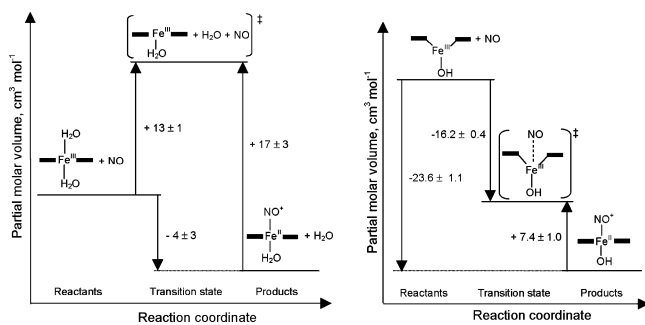 Partial molar volume, cm³ mol⁻¹
Fe^III + H₂O + NO
H₂O
‡
H₂O
Fe^III + NO
H₂O
+ 13 ± 1
+ 17 ± 3
- 4 ± 3
NO⁺
Fe^II + H₂O
H₂O
Reactants Transition state Products
Reaction coordinate
Partial molar volume, cm³ mol⁻¹
+ NO
Fe^III
OH
-16.2 ± 0.4
-23.6 ± 1.1
NO
‡
Fe^III
OH
+ 7.4 ± 1.0
NO⁺
Fe^II
OH
Reactants Transition state Products
Reaction coordinate